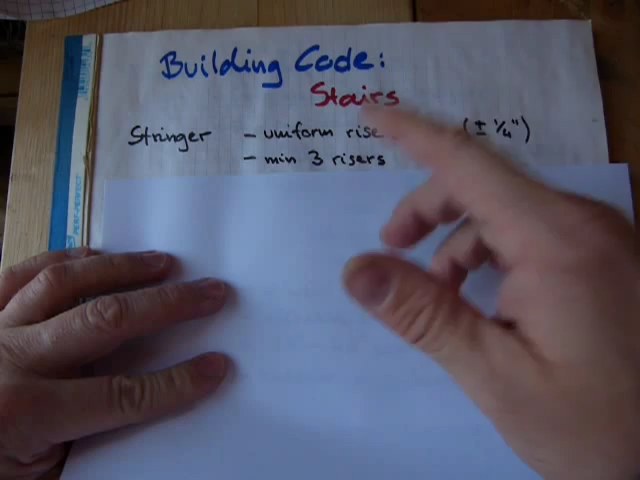 Building Code:
Stairs
Stringer - uniform rise (± 1/4")
- min 3 risers